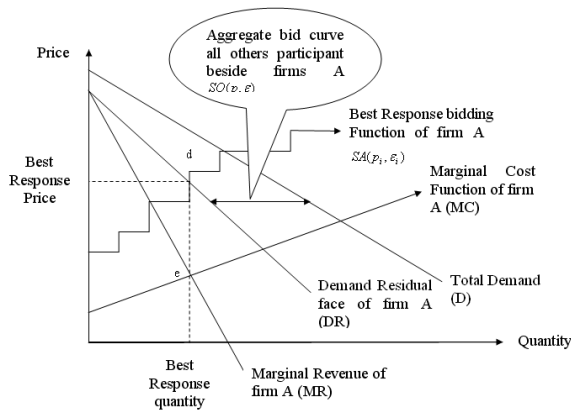 Price
Aggregate bid curve
all others participant
beside firms A
SO(p,ε)
Best Response bidding
Function of firm A
SA(pᵢ, εᵢ)
d
Best
Response
Price
Marginal Cost
Function of firm
A (MC)
e
Demand Residual
face of firm A
(DR)
Total Demand
(D)
Quantity
Best
Response
quantity
Marginal Revenue of
firm A (MR)